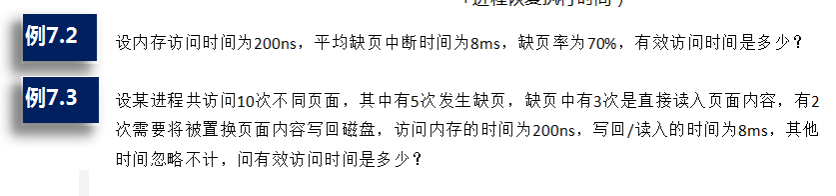 例7.2
设内存访问时间为200ns，平均缺页中断时间为8ms，缺页率为70%，有效访问时间是多少？
例7.3
设某进程共访问10次不同页面，其中有5次发生缺页，缺页中有3次是直接读入页面内容，有2
次需要将被置换页面内容写回磁盘，访问内存的时间为200ns，写回/读入的时间为8ms，其他
时间忽略不计，问有效访问时间是多少？